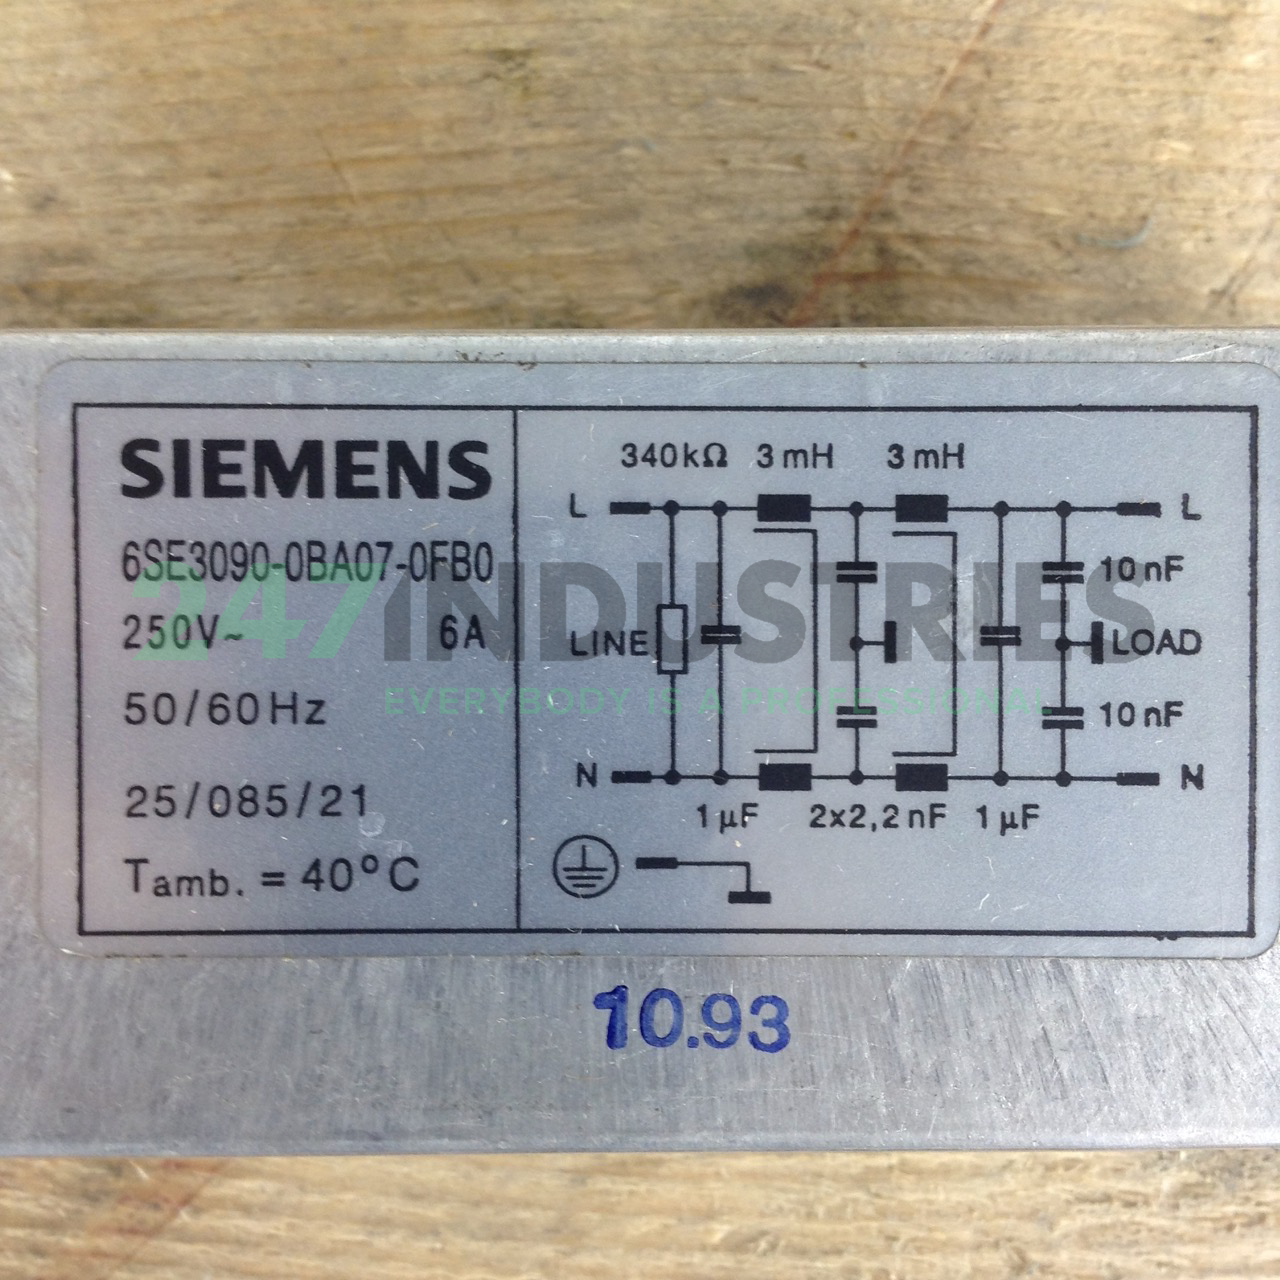 SIEMENS
6SE3090-0BA07-0FB0
250V~ 6A
50/60Hz
25/085/21
Tamb. = 40°C
340kΩ 3mH 3mH
L L
10nF
LINE LOAD
10nF
N N
1µF 2x2,2nF 1µF
247INDUSTRIES
EVERYBODY IS A PROFESSIONAL
10.93